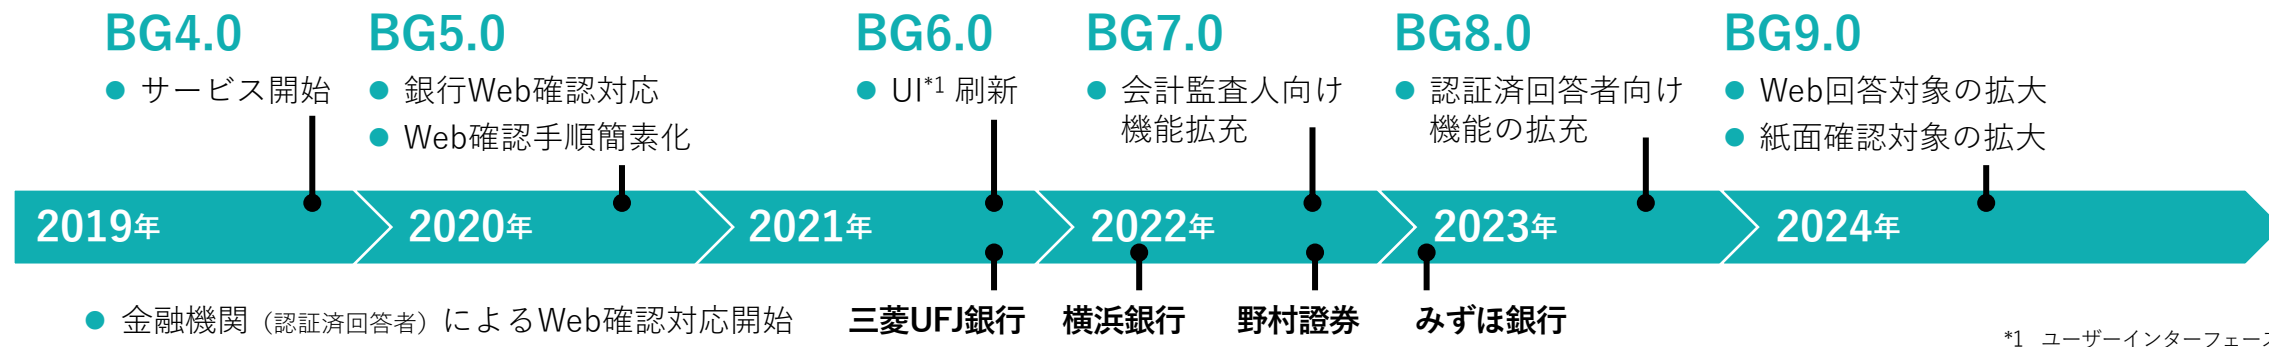 BG4.0
サービス開始
BG5.0
銀行Web確認対応
Web確認手順簡素化
BG6.0
UI*1 刷新
BG7.0
会計監査人向け
機能拡充
BG8.0
認証済回答者向け
機能の拡充
BG9.0
Web回答対象の拡大
紙面確認対象の拡大
2019年
2020年
2021年
2022年
2023年
2024年
金融機関（認証済回答者）によるWeb確認対応開始
三菱UFJ銀行
横浜銀行
野村證券
みずほ銀行
*1 ユーザーインターフェース